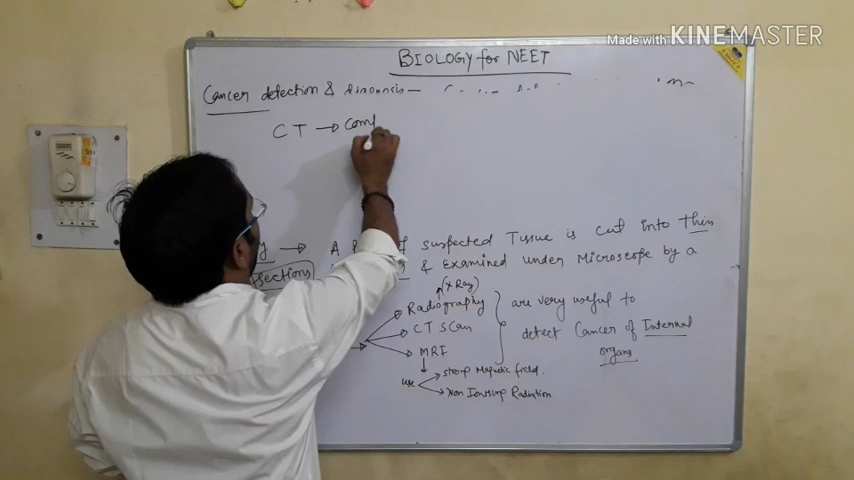 Made with KINEMASTER
BIOLOGY for NEET
Cancer detection & diagnosis —
CT → Com
→ A suspected Tissue is cut into thin
sections & Examined under Microscope by a
(X Ray)
Radiography
CT Scan
MRI
are very useful to
detect Cancer of Internal
organs
use
strong Magnetic field.
Non Ionising Radiation